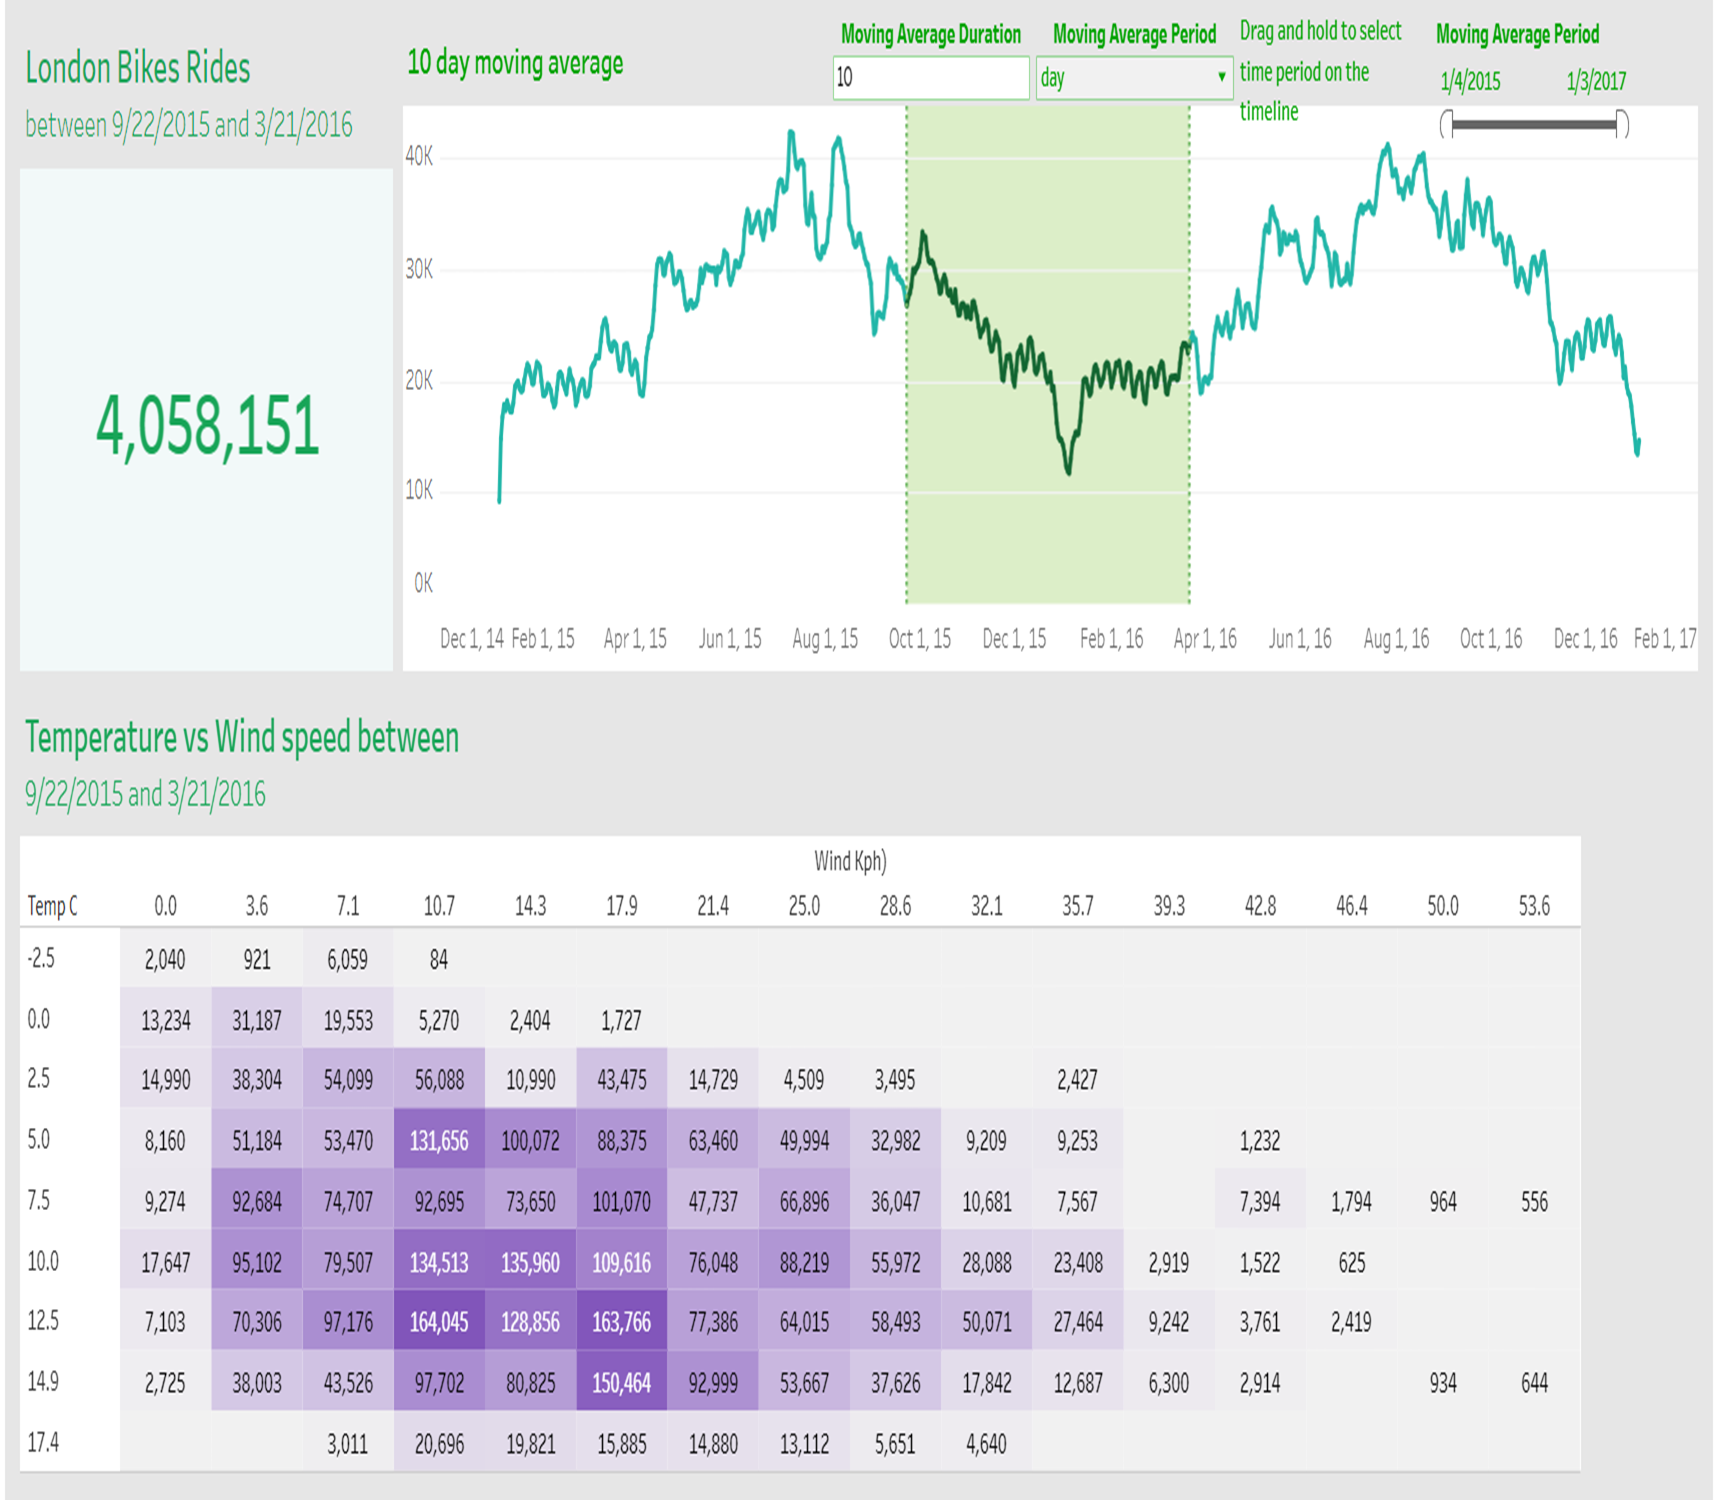 London Bikes Rides
between 9/22/2015 and 3/21/2016
4,058,151
10 day moving average
Moving Average Duration
10
Moving Average Period
day
Drag and hold to select
time period on the
timeline
Moving Average Period
1/4/2015 1/3/2017
40K
30K
20K
10K
0K
Dec 1, 14 Feb 1, 15 Apr 1, 15 Jun 1, 15 Aug 1, 15 Oct 1, 15 Dec 1, 15 Feb 1, 16 Apr 1, 16 Jun 1, 16 Aug 1, 16 Oct 1, 16 Dec 1, 16 Feb 1, 17
Temperature vs Wind speed between
9/22/2015 and 3/21/2016
Wind Kph)
Temp C 0.0 3.6 7.1 10.7 14.3 17.9 21.4 25.0 28.6 32.1 35.7 39.3 42.8 46.4 50.0 53.6
-2.5 2,040 921 6,059 84
0.0 13,234 31,187 19,553 5,270 2,404 1,727
2.5 14,990 38,304 54,099 56,088 10,990 43,475 14,729 4,509 3,495 2,427
5.0 8,160 51,184 53,470 131,656 100,072 88,375 63,460 49,994 32,982 9,209 9,253 1,232
7.5 9,274 92,684 74,707 92,695 73,650 101,070 47,737 66,896 36,047 10,681 7,567 7,394 1,794 964 556
10.0 17,647 95,102 79,507 134,513 135,960 109,616 76,048 88,219 55,972 28,088 23,408 2,919 1,522 625
12.5 7,103 70,306 97,176 164,045 128,856 163,766 77,386 64,015 58,493 50,071 27,464 9,242 3,761 2,419
14.9 2,725 38,003 43,526 97,702 80,825 150,464 92,999 53,667 37,626 17,842 12,687 6,300 2,914 934 644
17.4 3,011 20,696 19,821 15,885 14,880 13,112 5,651 4,640